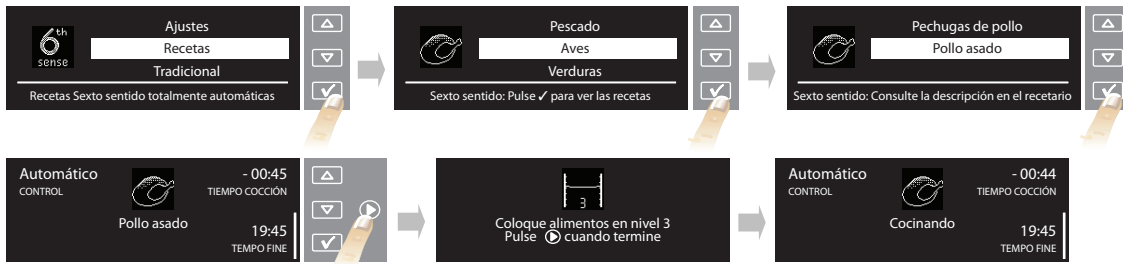 6th
sense
Ajustes
Recetas
Tradicional
Recetas Sexto sentido totalmente automáticas
Pescado
Aves
Verduras
Sexto sentido: Pulse ✓ para ver las recetas
Pechugas de pollo
Pollo asado
Sexto sentido: Consulte la descripción en el recetario
Automático
CONTROL
- 00:45
TIEMPO COCCIÓN
Pollo asado
19:45
TEMPO FINE
3
Coloque alimentos en nivel 3
Pulse ▶ cuando termine
Automático
CONTROL
- 00:44
TIEMPO COCCIÓN
Cocinando
19:45
TEMPO FINE